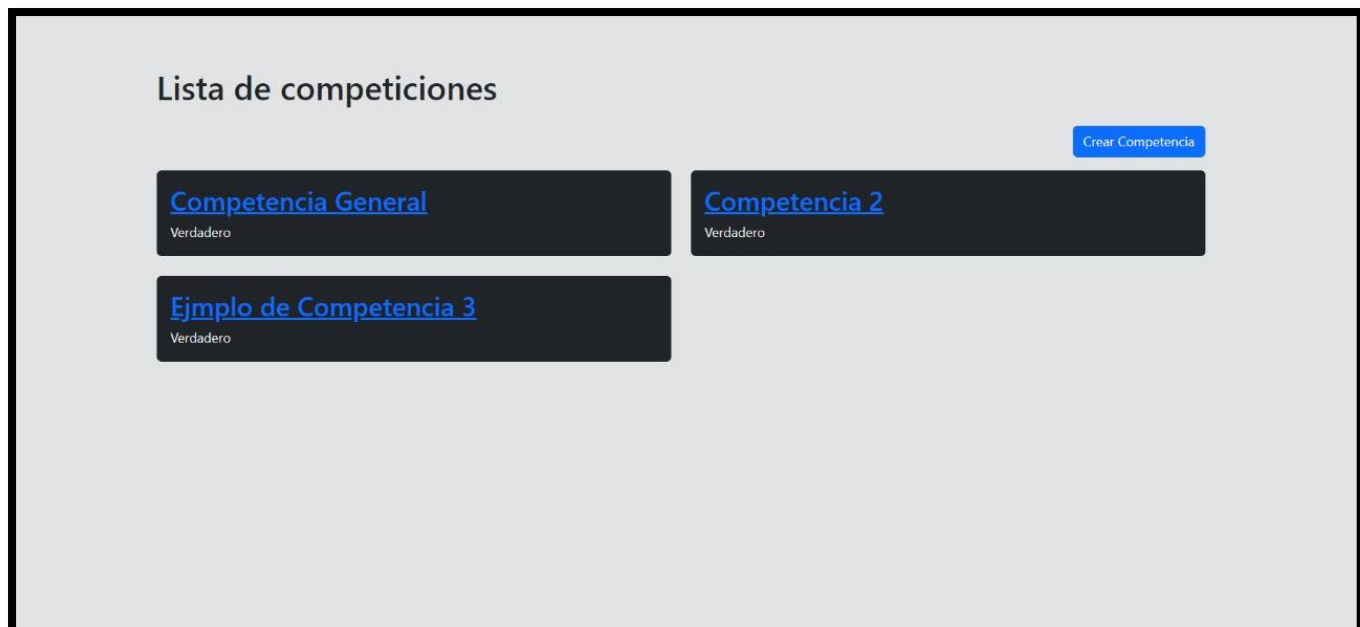 Lista de competiciones
Crear Competencia
Competencia General
Verdadero
Competencia 2
Verdadero
Ejmplo de Competencia 3
Verdadero